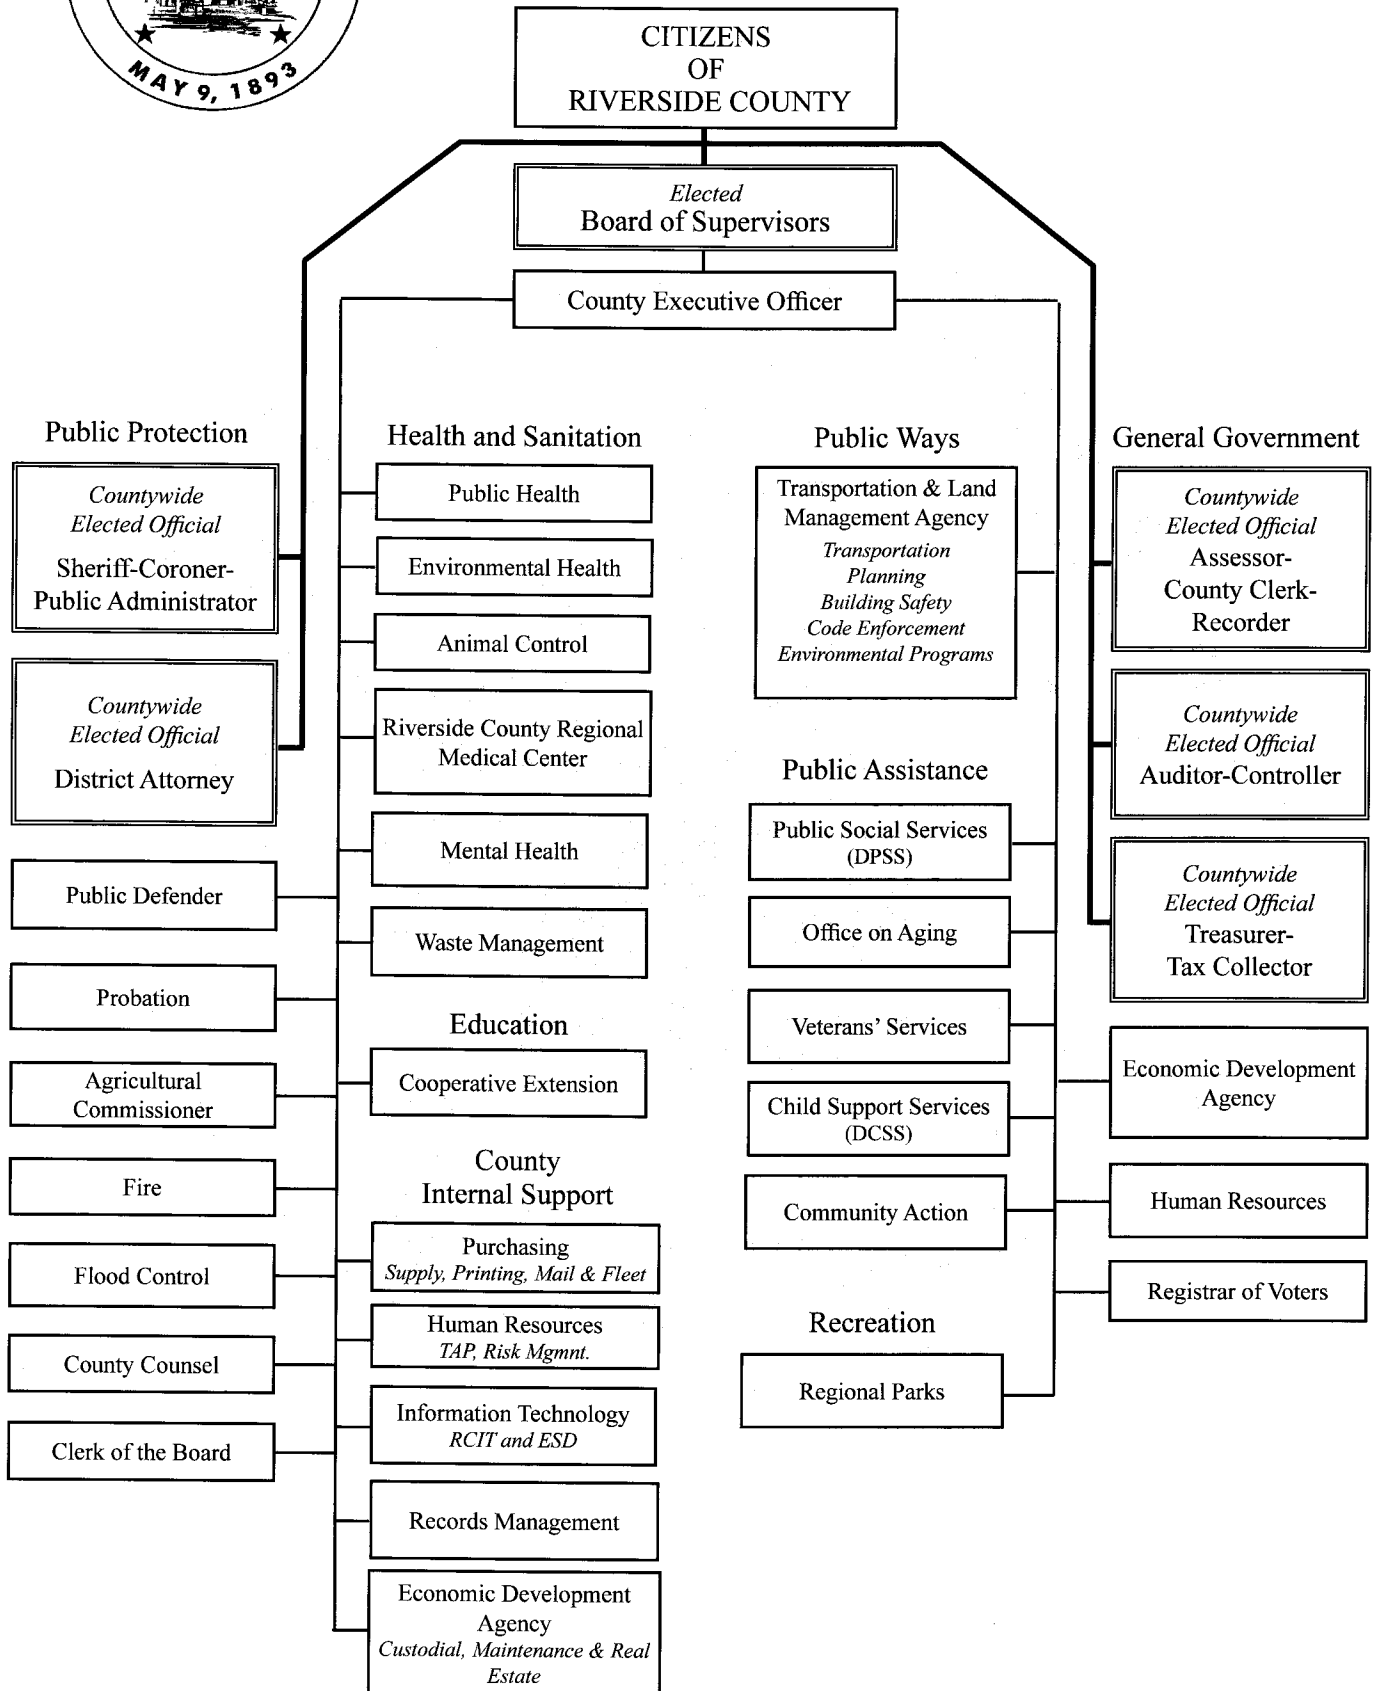 MAY 9, 1893
CITIZENS
OF
RIVERSIDE COUNTY
Elected
Board of Supervisors
County Executive Officer
Public Protection
Countywide
Elected Official
Sheriff-Coroner-
Public Administrator
Countywide
Elected Official
District Attorney
Public Defender
Probation
Agricultural
Commissioner
Fire
Flood Control
County Counsel
Clerk of the Board
Health and Sanitation
Public Health
Environmental Health
Animal Control
Riverside County Regional
Medical Center
Mental Health
Waste Management
Education
Cooperative Extension
County
Internal Support
Purchasing
Supply, Printing, Mail & Fleet
Human Resources
TAP, Risk Mgmnt.
Information Technology
RCIT and ESD
Records Management
Economic Development
Agency
Custodial, Maintenance & Real
Estate
Public Ways
Transportation & Land
Management Agency
Transportation
Planning
Building Safety
Code Enforcement
Environmental Programs
Public Assistance
Public Social Services
(DPSS)
Office on Aging
Veterans' Services
Child Support Services
(DCSS)
Community Action
Recreation
Regional Parks
General Government
Countywide
Elected Official
Assessor-
County Clerk-
Recorder
Countywide
Elected Official
Auditor-Controller
Countywide
Elected Official
Treasurer-
Tax Collector
Economic Development
Agency
Human Resources
Registrar of Voters